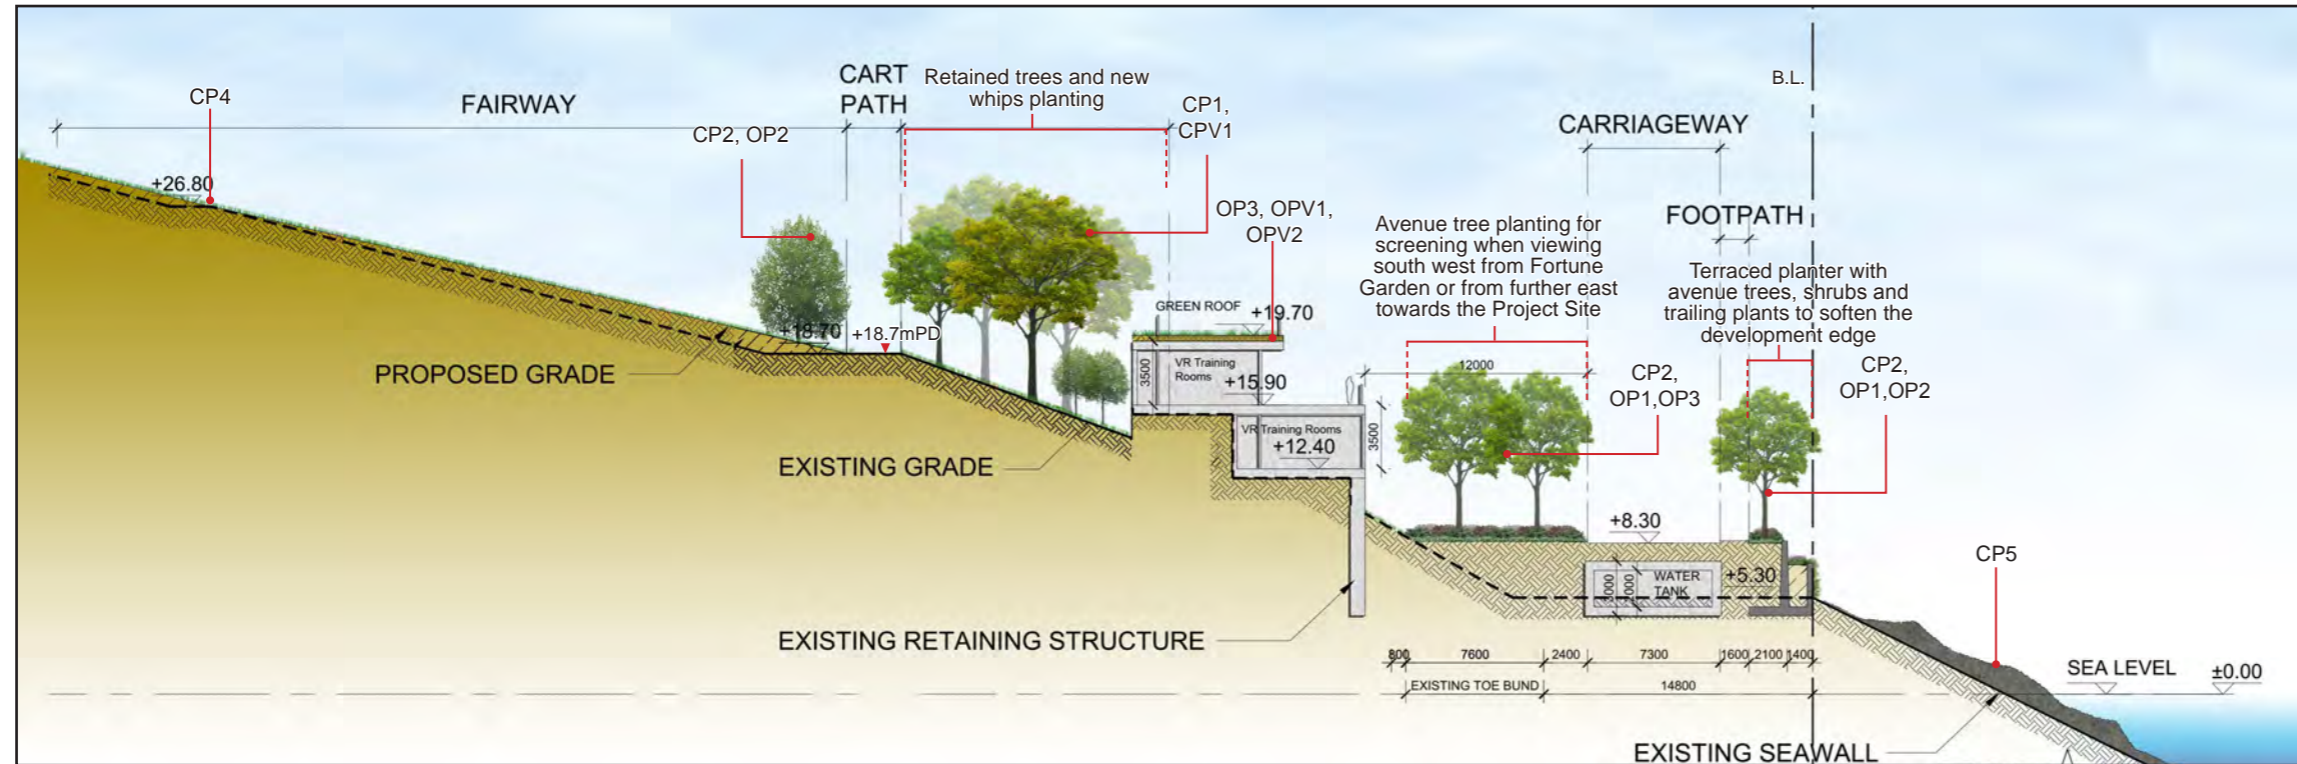 CP4
FAIRWAY
CART
PATH
CP2, OP2
Retained trees and new
whips planting
CP1,
CPV1
B.L.
CARRIAGEWAY
FOOTPATH
+26.80
OP3, OPV1,
OPV2
Avenue tree planting for
screening when viewing
south west from Fortune
Garden or from further east
towards the Project Site
Terraced planter with
avenue trees, shrubs and
trailing plants to soften the
development edge
GREEN ROOF
+19.70
+18.70
+18.7mPD
PROPOSED GRADE
3500
VR Training
Rooms
+15.90
12000
CP2,
OP1,OP3
CP2,
OP1,OP2
VR Training Rooms
+12.40
3500
EXISTING GRADE
+8.30
CP5
3000
WATER
TANK
+5.30
EXISTING RETAINING STRUCTURE
800
7600
2400
7300
1600
2100
1400
EXISTING TOE BUND
14800
SEA LEVEL
±0.00
EXISTING SEAWALL